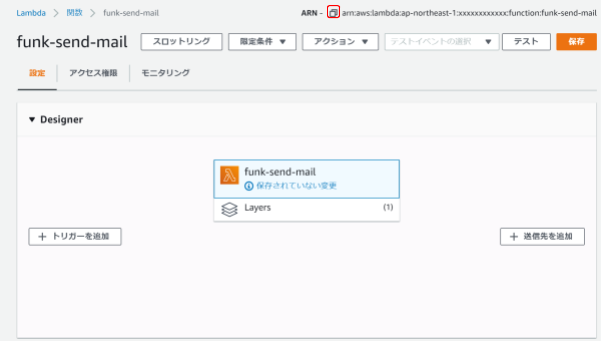 Lambda > 関数 > funk-send-mail ARN - arn:aws:lambda:ap-northeast-1:xxxxxxxxxxxx:function:funk-send-mail
funk-send-mail スロットリング 限定条件 ▼ アクション ▼ テストイベントの選択 ▼ テスト 保存
設定 アクセス権限 モニタリング
▼ Designer
funk-send-mail
保存されていない変更
Layers (1)
+ トリガーを追加 + 送信先を追加